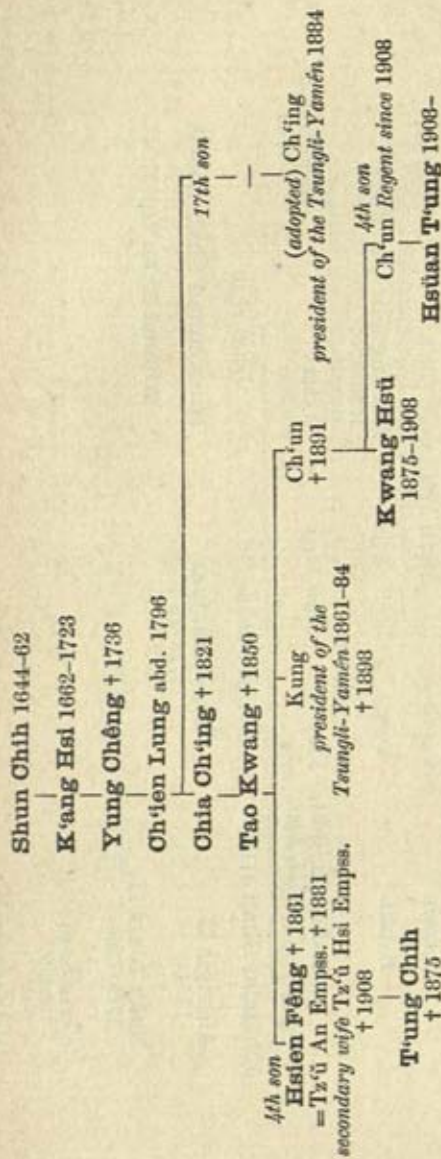 Shun Chih 1644–62
K‘ang Hsi 1662–1723
Yung Chêng † 1736
Ch‘ien Lung abd. 1796
Chia Ch‘ing † 1821
17th son
Tao Kwang † 1850
(adopted) Ch‘ing
president of the Tsungli-Yamên 1884
4th son
Hsien Fêng † 1861
= Tz‘ŭ An Empss. † 1881
secondary wife Tz‘ŭ Hsi Empss.
† 1908
Kung
president of the
Tsungli-Yamên 1861–84
† 1898
Ch‘un
† 1891
T‘ung Chih
† 1875
Kwang Hsü
1875–1908
4th son
Ch‘un Regent since 1908
Hsüan T‘ung 1908–